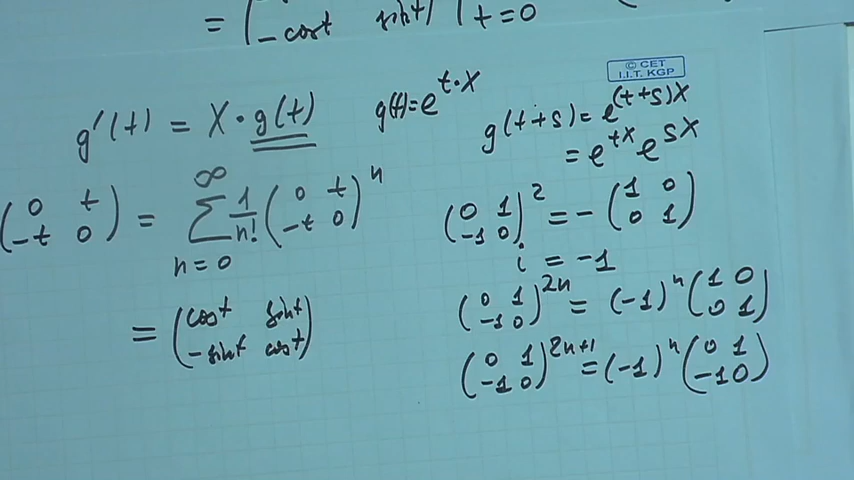 = ( -cost sint) | t=0
© CET
I.I.T. KGP
g'(t) = X · g(t)
g(t)=e^{t·X}
g(t+s) = e^{(t+s)X}
= e^{tX} e^{sX}
(0 t; -t 0) = ∑_{n=0}^{∞} 1/n! (0 t; -t 0)^n
= (cost sint; -sint cost)
(0 1; -1 0)^2 = -(1 0; 0 1)
i = -1
(0 1; -1 0)^{2n} = (-1)^n (1 0; 0 1)
(0 1; -1 0)^{2n+1} = (-1)^n (0 1; -1 0)